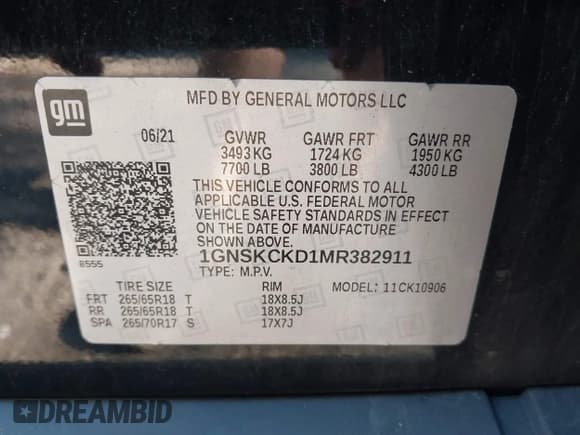 gm
MFD BY GENERAL MOTORS LLC
06/21 GVWR GAWR FRT GAWR RR
3493 KG 1724 KG 1950 KG
7700 LB 3800 LB 4300 LB
THIS VEHICLE CONFORMS TO ALL
APPLICABLE U.S. FEDERAL MOTOR
VEHICLE SAFETY STANDARDS IN EFFECT
ON THE DATE OF MANUFACTURE
SHOWN ABOVE.
8555
1GNSKCKD1MR382911
TYPE: M.P.V. MODEL: 11CK10906
TIRE SIZE RIM
FRT 265/65R18 T 18X8.5J
RR 265/65R18 T 18X8.5J
SPA 265/70R17 S 17X7J
DREAMBID